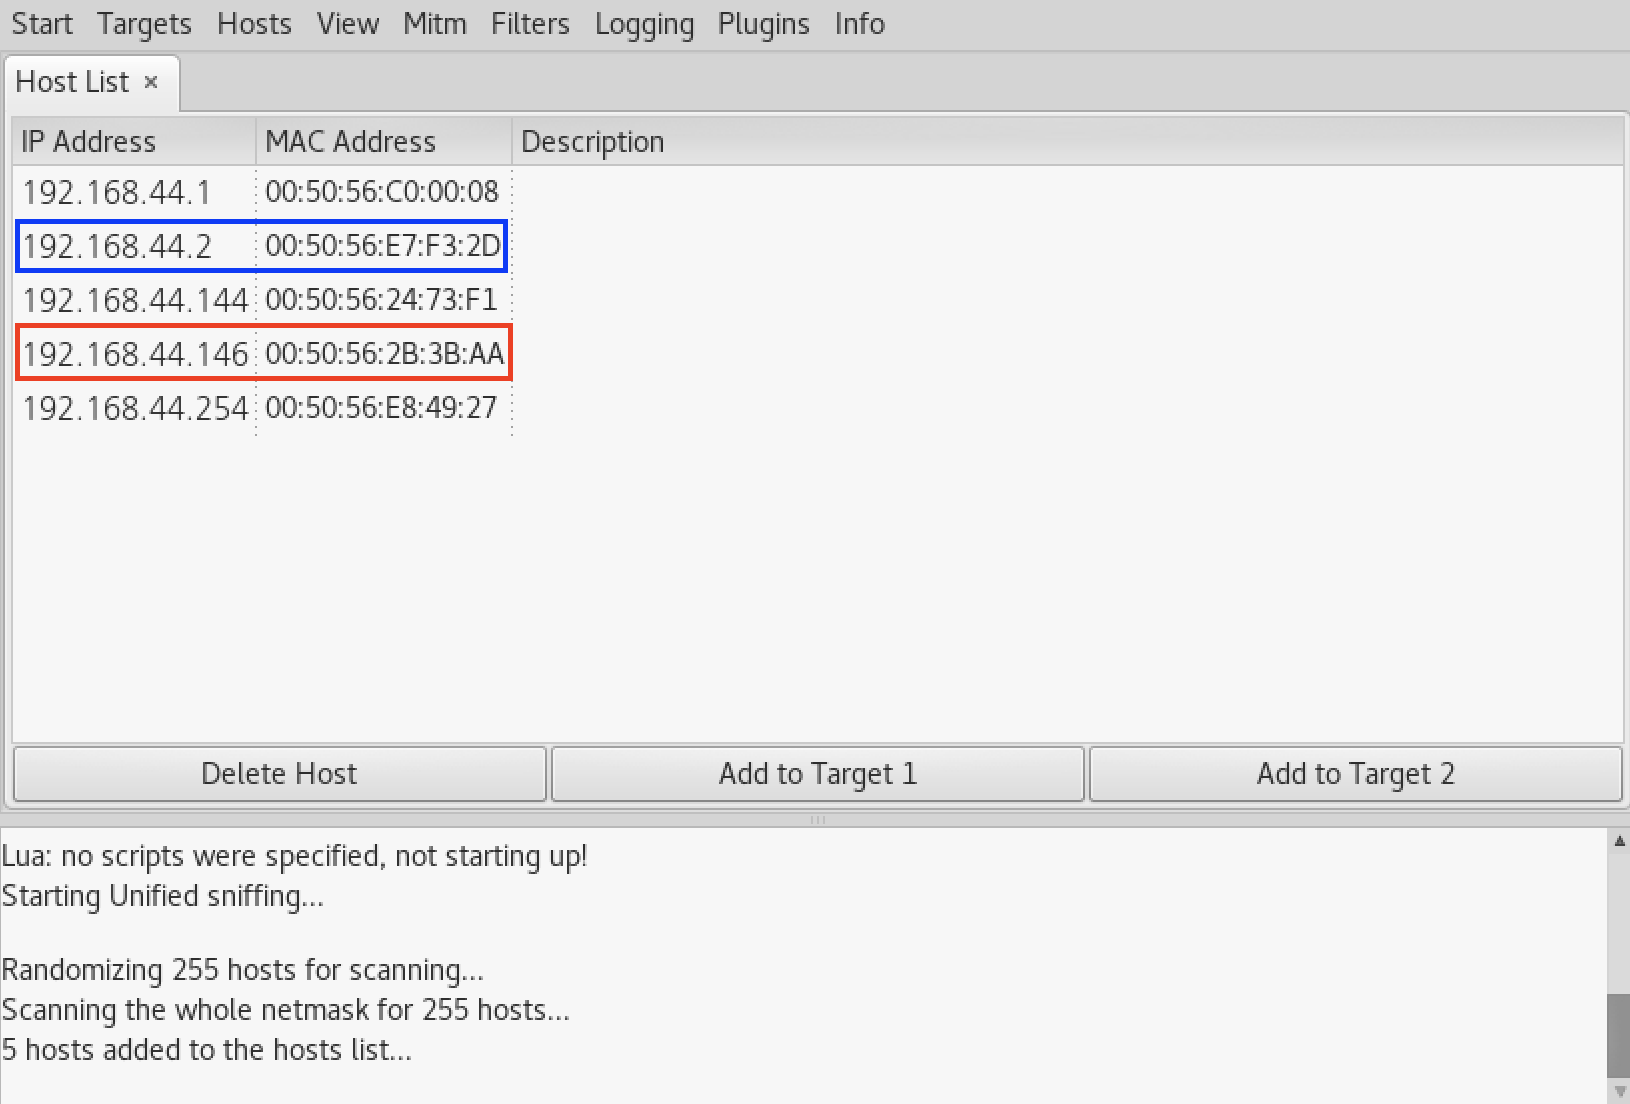 Start Targets Hosts View Mitm Filters Logging Plugins Info
Host List ×
IP Address MAC Address Description
192.168.44.1 00:50:56:C0:00:08
192.168.44.2 00:50:56:E7:F3:2D
192.168.44.144 00:50:56:24:73:F1
192.168.44.146 00:50:56:2B:3B:AA
192.168.44.254 00:50:56:E8:49:27
Delete Host Add to Target 1 Add to Target 2
Lua: no scripts were specified, not starting up!
Starting Unified sniffing...
Randomizing 255 hosts for scanning...
Scanning the whole netmask for 255 hosts...
5 hosts added to the hosts list...